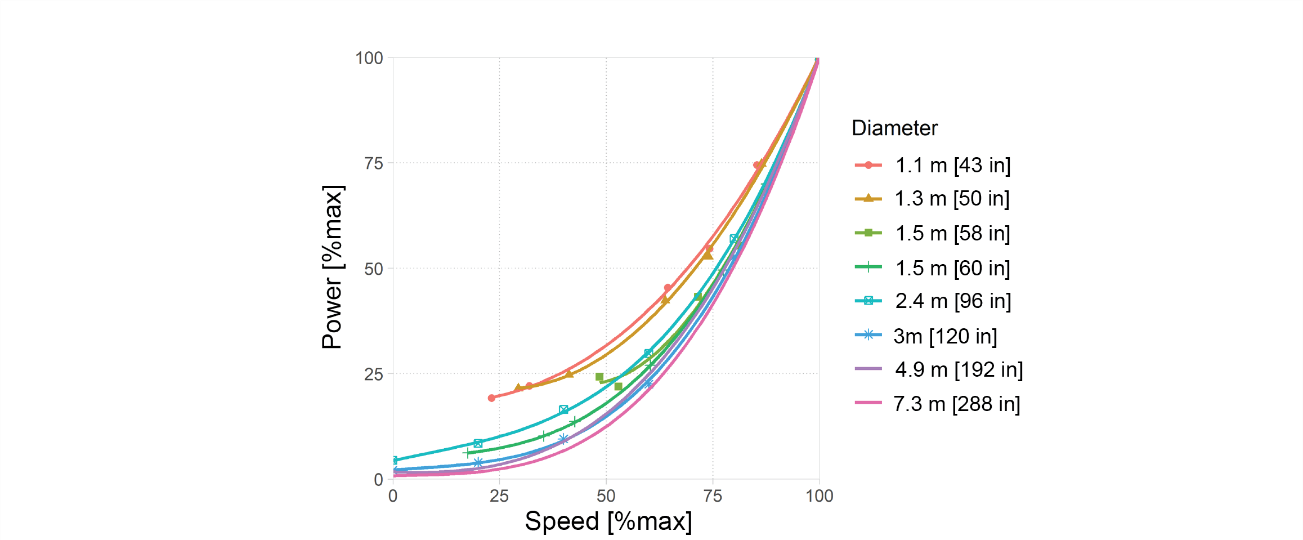 100
75
50
25
0
0 25 50 75 100
Power [%max]
Speed [%max]
Diameter
1.1 m [43 in]
1.3 m [50 in]
1.5 m [58 in]
1.5 m [60 in]
2.4 m [96 in]
3m [120 in]
4.9 m [192 in]
7.3 m [288 in]